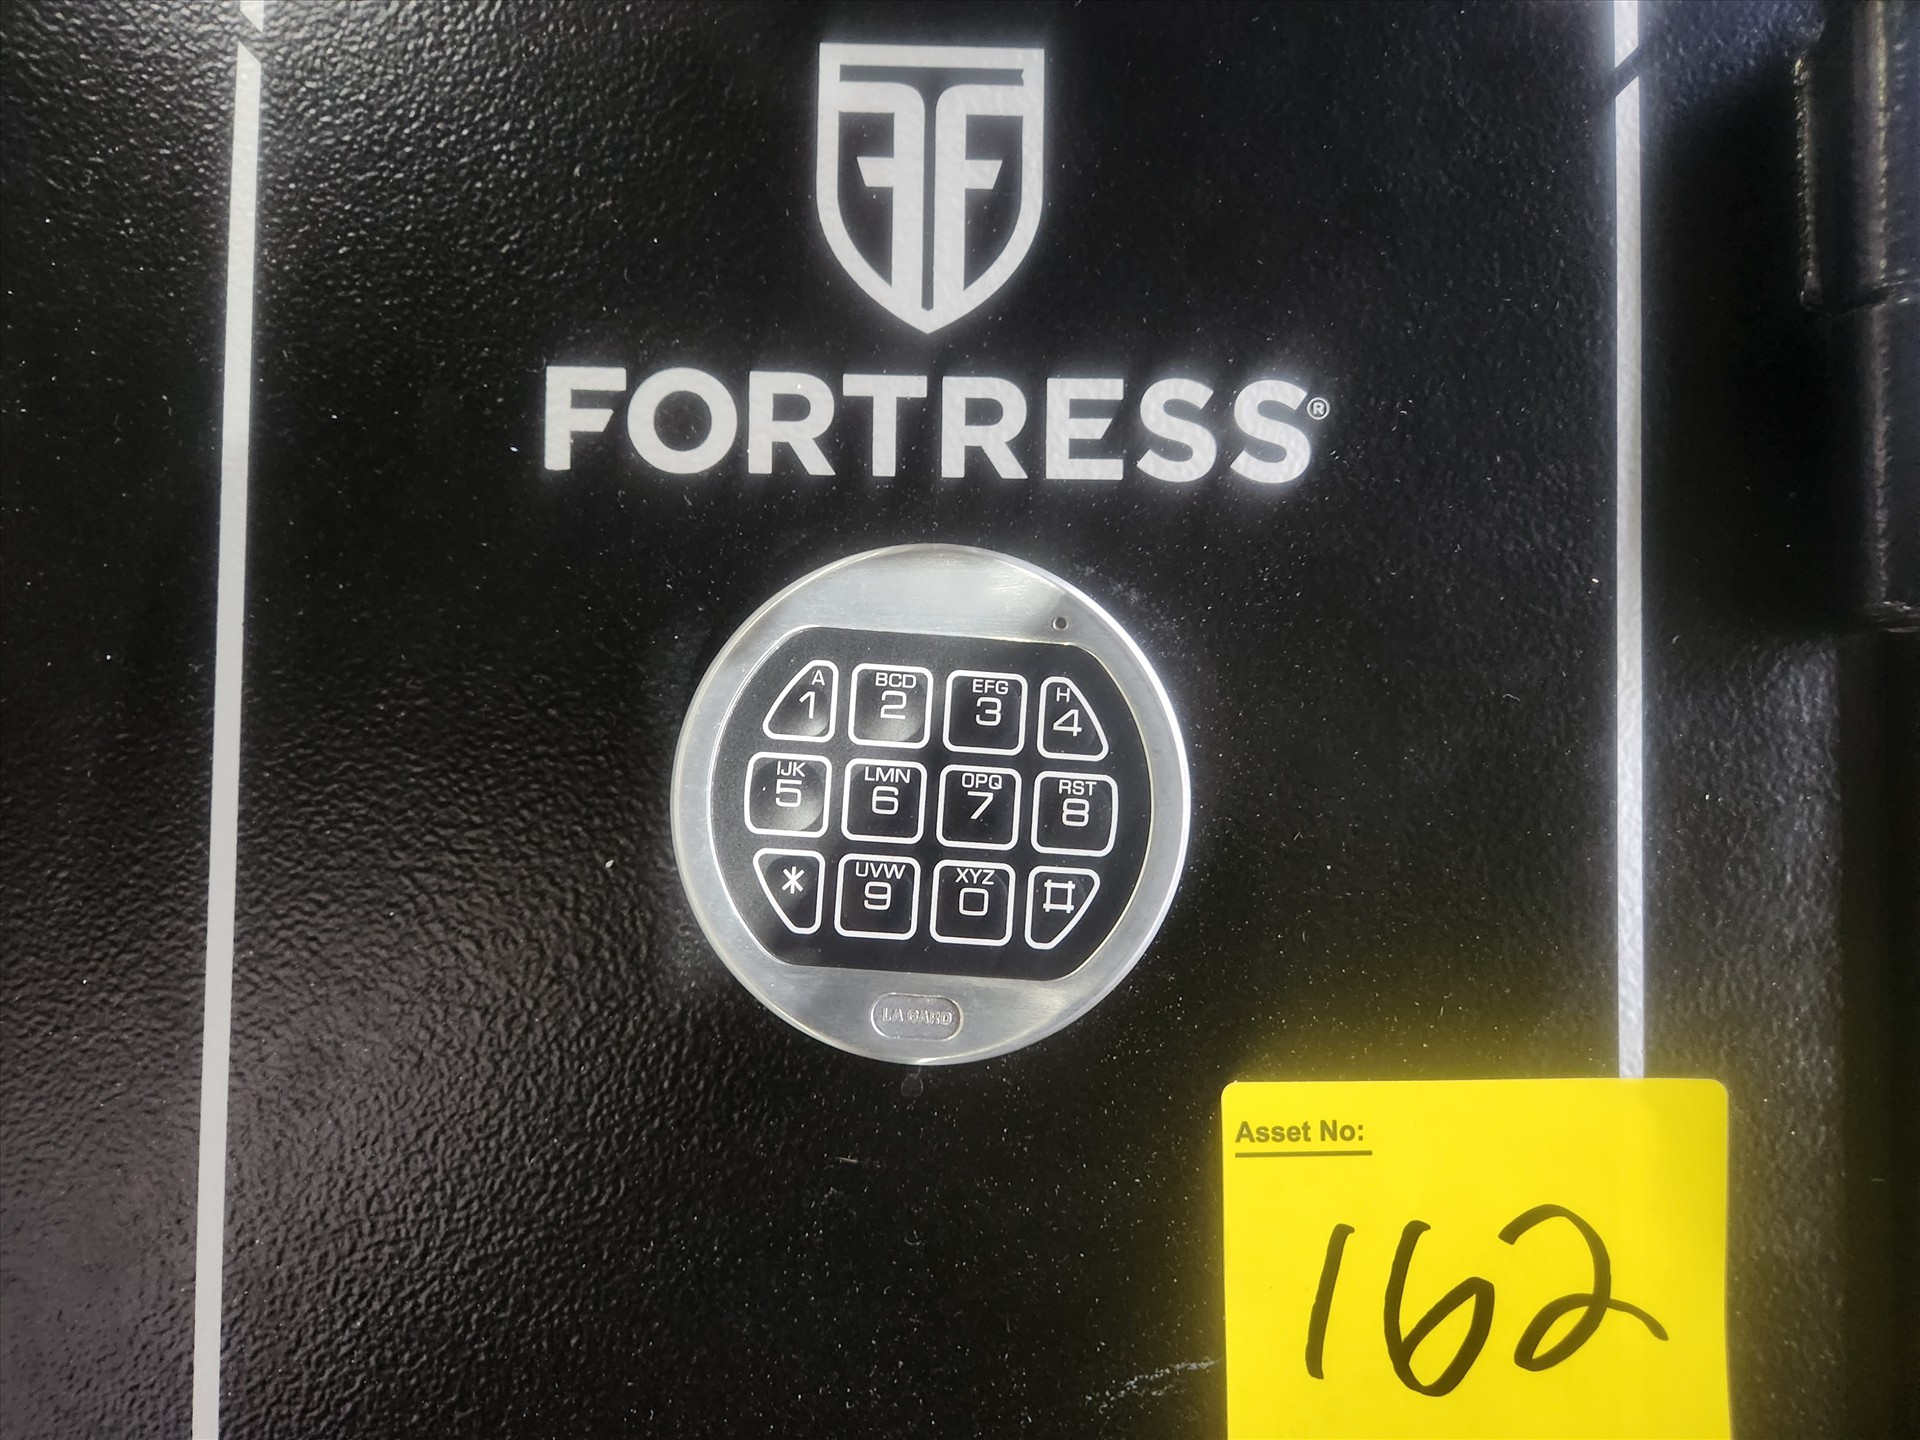 FORTRESS®
A BCD EFG H
1 2 3 4
IJK LMN OPQ RST
5 6 7 8
UVW XYZ
* 9 0 #
LA GARD
Asset No:
162